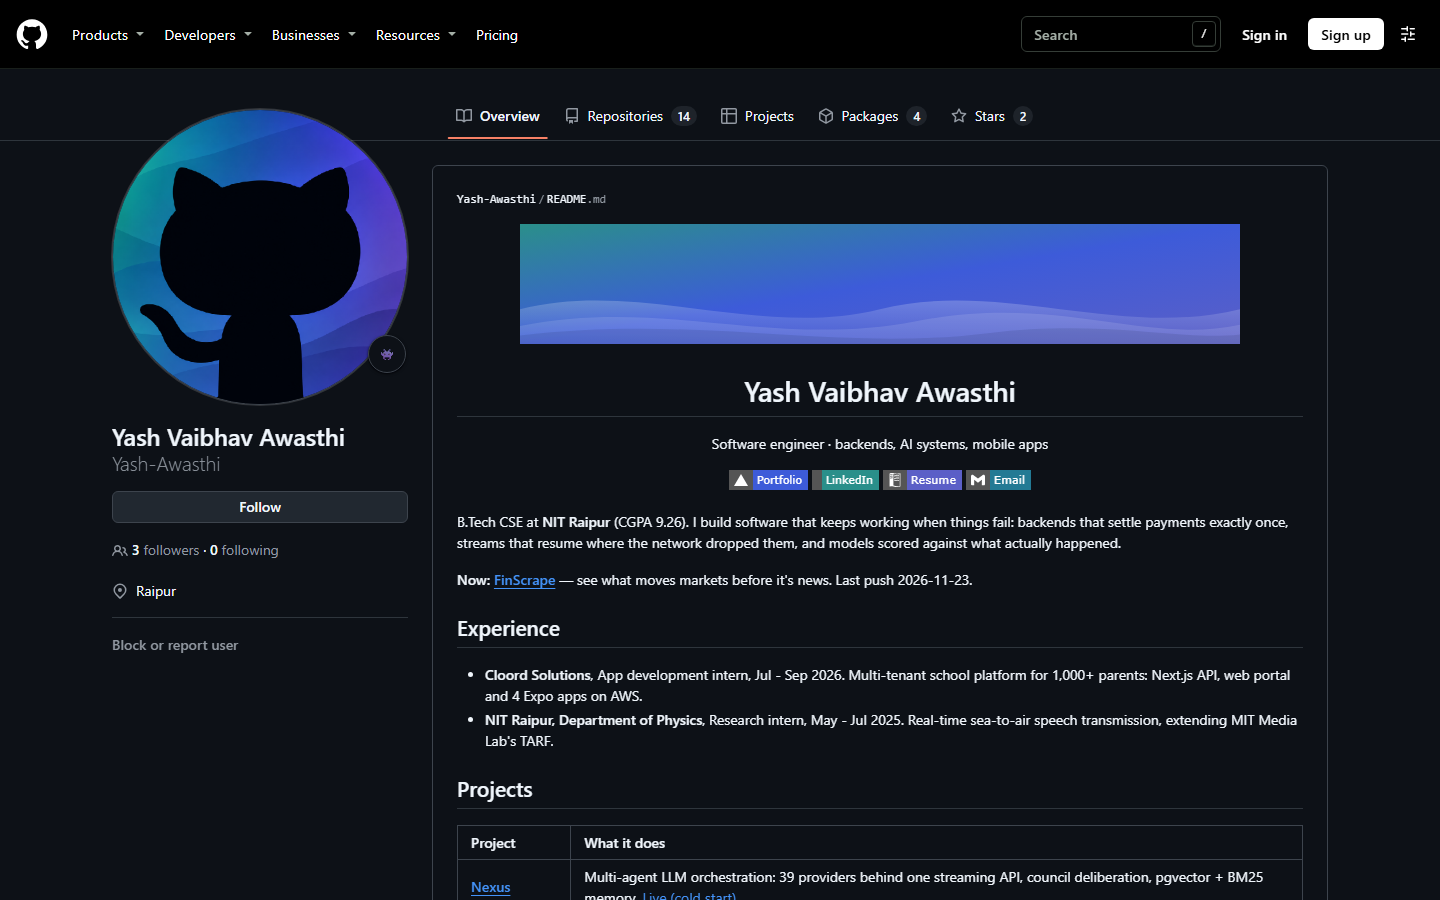 Products
Developers
Businesses
Resources
Pricing
Search
/
Sign in
Sign up
Overview
Repositories 14
Projects
Packages 4
Stars 2
Yash Vaibhav Awasthi
Yash-Awasthi
Follow
3 followers · 0 following
Raipur
Block or report user
Yash-Awasthi/README.md
Yash Vaibhav Awasthi
Software engineer · backends, AI systems, mobile apps
Portfolio
LinkedIn
Resume
Email
B.Tech CSE at NIT Raipur (CGPA 9.26). I build software that keeps working when things fail: backends that settle payments exactly once,
streams that resume where the network dropped them, and models scored against what actually happened.
Now: FinScrape — see what moves markets before it's news. Last push 2026-11-23.
Experience
Cloord Solutions, App development intern, Jul - Sep 2026. Multi-tenant school platform for 1,000+ parents: Next.js API, web portal
and 4 Expo apps on AWS.
NIT Raipur, Department of Physics, Research intern, May - Jul 2025. Real-time sea-to-air speech transmission, extending MIT Media
Lab's TARF.
Projects
Project
What it does
Nexus
Multi-agent LLM orchestration: 39 providers behind one streaming API, council deliberation, pgvector + BM25
memory. Live (cold start)